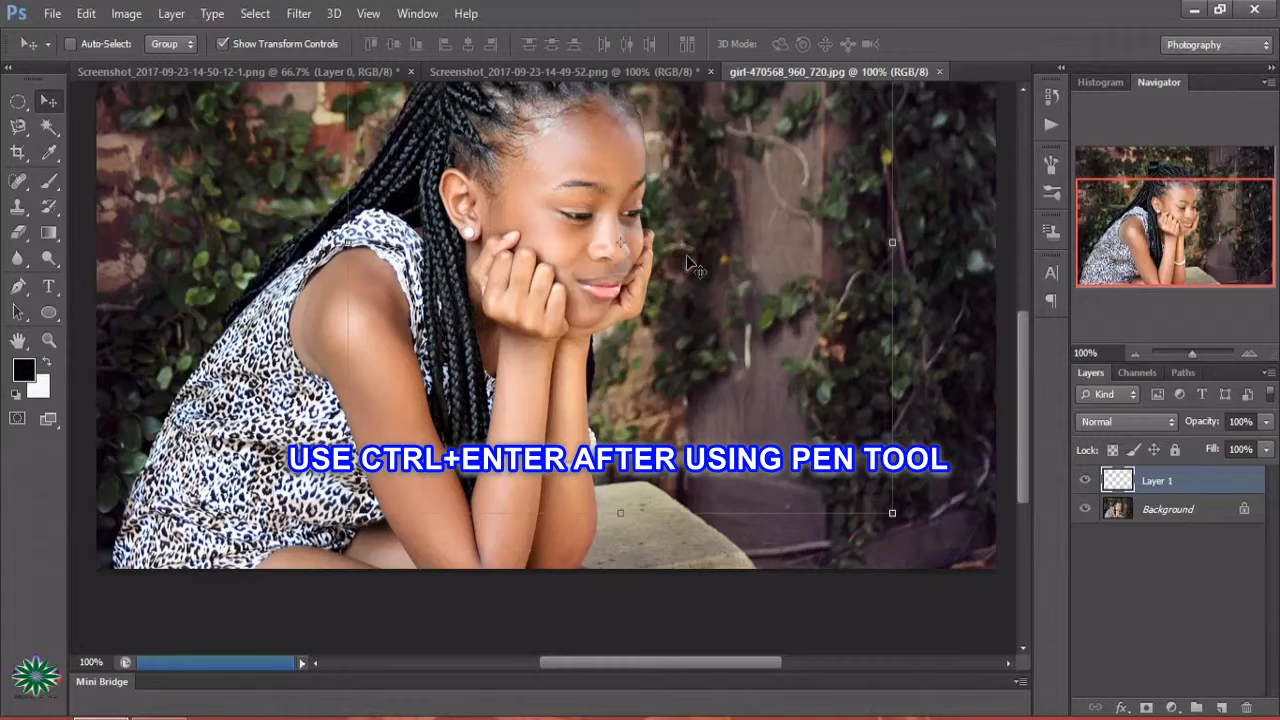 Ps File Edit Image Layer Type Select Filter 3D View Window Help
Auto-Select: Group Show Transform Controls 3D Mode: Photography
Screenshot_2017-09-23-14-50-12-1.png @ 66.7% (Layer 0, RGB/8) * × Screenshot_2017-09-23-14-49-52.png @ 100% (RGB/8) * × girl-470568_960_720.jpg @ 100% (RGB/8) ×
Histogram Navigator
100%
Layers Channels Paths
Kind
Normal Opacity: 100%
Lock: Fill: 100%
Layer 1
Background
USE CTRL+ENTER AFTER USING PEN TOOL
100%
Mini Bridge